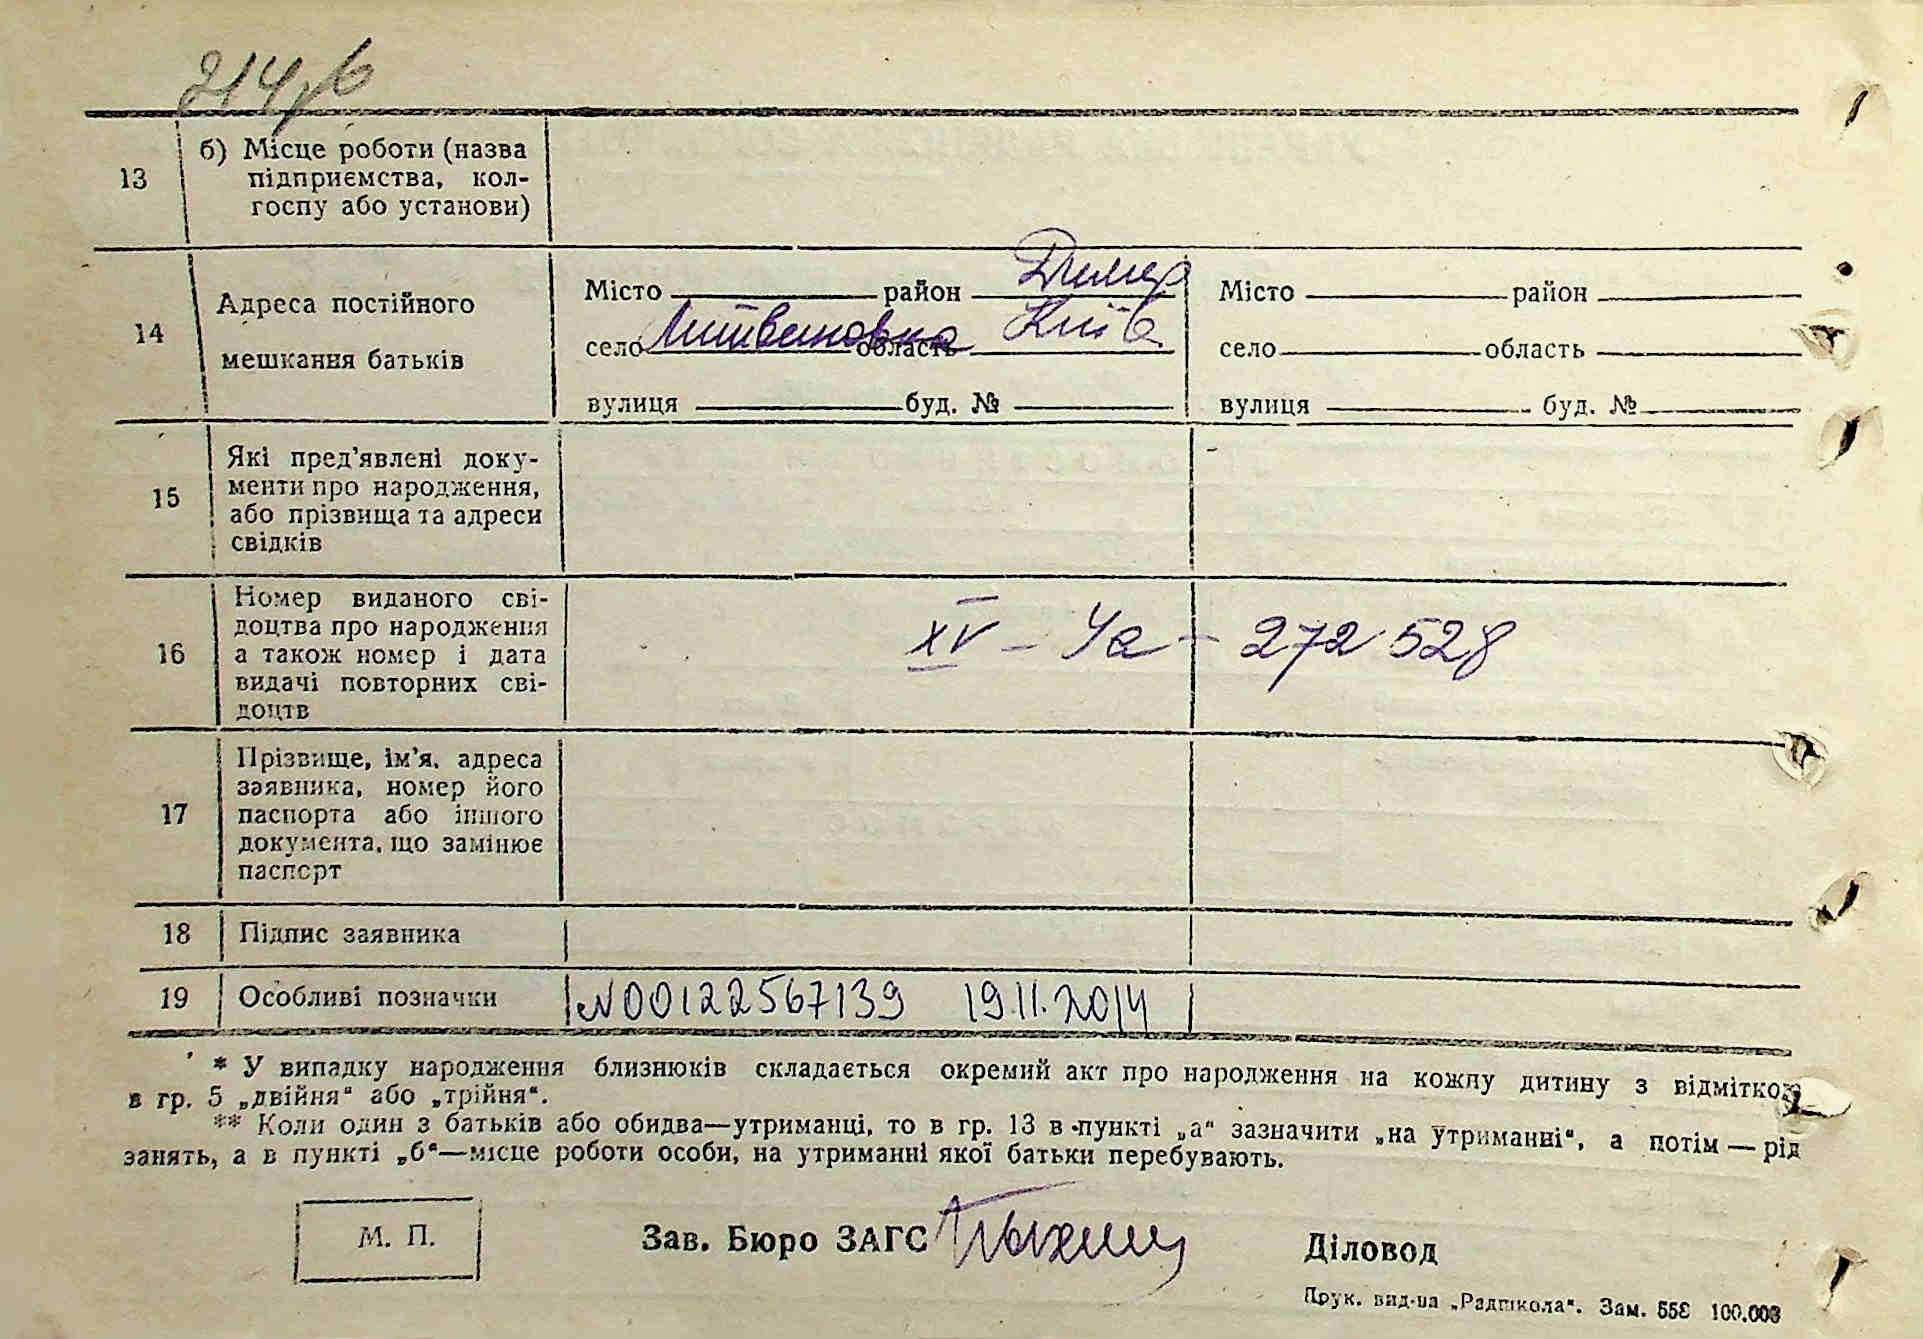 13
б) Місце роботи (назва
підприємства, кол-
госпу або установи)
14
Адреса постійного
мешкання батьків
Місто район Димер
село Литвиновка область Київ
вулиця буд. №
Місто район
село область
вулиця буд. №
15
Які пред’явлені доку-
менти про народження,
або прізвища та адреси
свідків
16
Номер виданого сві-
доцтва про народження
а також номер і дата
видачі повторних сві-
доцтв
XV – Уа – 272 528
17
Прізвище, ім’я, адреса
заявника, номер його
паспорта або іншого
документа, що замінює
паспорт
18
Підпис заявника
19
Особливі позначки
N00122567139 19.11.2014
* У випадку народження близнюків складається окремий акт про народження на кожну дитину з відміткою
в гр. 5 „двійня“ або „трійня“.
** Коли один з батьків або обидва—утриманці, то в гр. 13 в пункті „а“ зазначити „на утриманні“, а потім — рід
занять, а в пункті „б“—місце роботи особи, на утриманні якої батьки перебувають.
М. П.
Зав. Бюро ЗАГС
Діловод
Друк. вид-ва „Радшкола“. Зам. 558 100.000